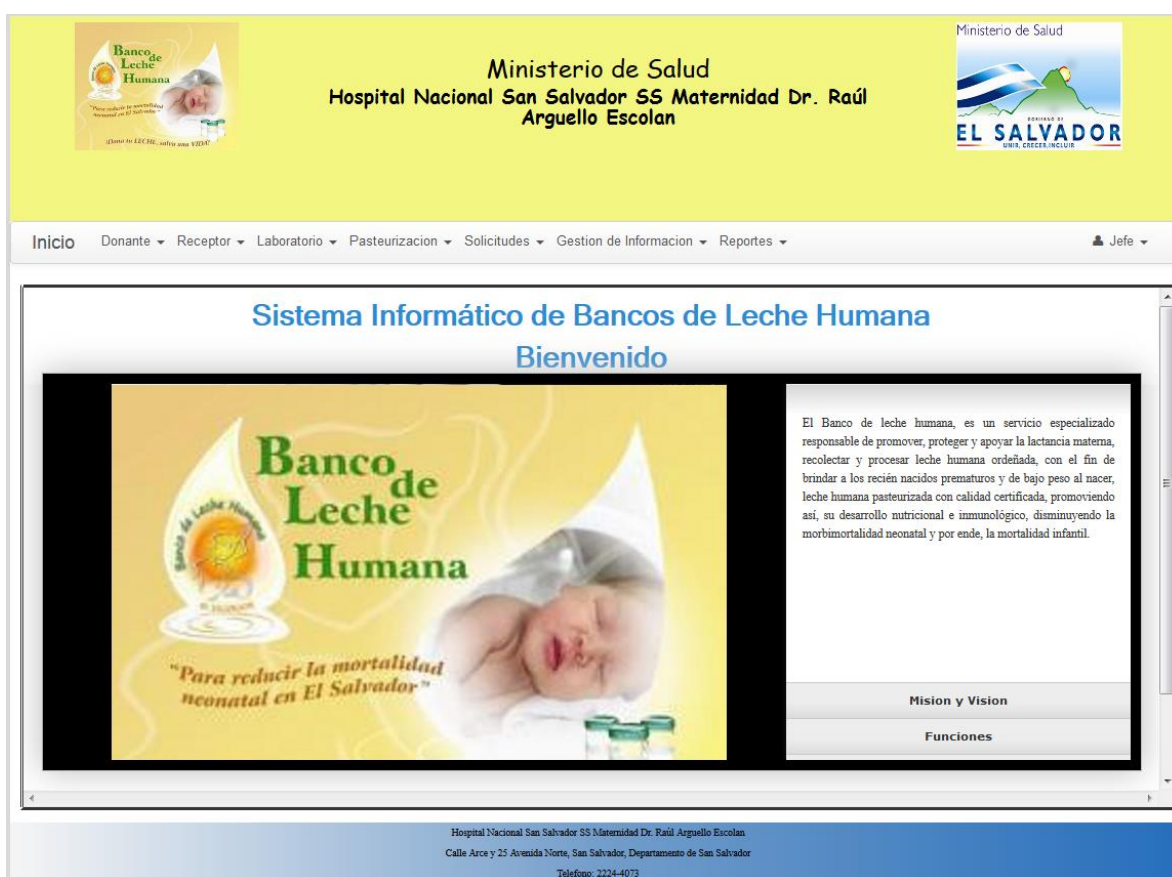 Banco
de
Leche
Humana
"Para reducir la mortalidad
neonatal en El Salvador"
¡Dona tu LECHE, salva una VIDA!
Ministerio de Salud
Hospital Nacional San Salvador SS Maternidad Dr. Raúl
Arguello Escolan
Ministerio de Salud
GOBIERNO DE
EL SALVADOR
UNIR, CRECER, INCLUIR
Inicio Donante Receptor Laboratorio Pasteurizacion Solicitudes Gestion de Informacion Reportes Jefe
Sistema Informático de Bancos de Leche Humana
Bienvenido
Banco
de
Leche
Humana
Banco de Leche Humana
EL SALVADOR
"Para reducir la mortalidad
neonatal en El Salvador"
El Banco de leche humana, es un servicio especializado
responsable de promover, proteger y apoyar la lactancia materna,
recolectar y procesar leche humana ordeñada, con el fin de
brindar a los recién nacidos prematuros y de bajo peso al nacer,
leche humana pasteurizada con calidad certificada, promoviendo
así, su desarrollo nutricional e inmunológico, disminuyendo la
morbimortalidad neonatal y por ende, la mortalidad infantil.
Mision y Vision
Funciones
Hospital Nacional San Salvador SS Maternidad Dr. Raúl Arguello Escolan
Calle Arce y 25 Avenida Norte, San Salvador, Departamento de San Salvador
Telefono: 2224-4073